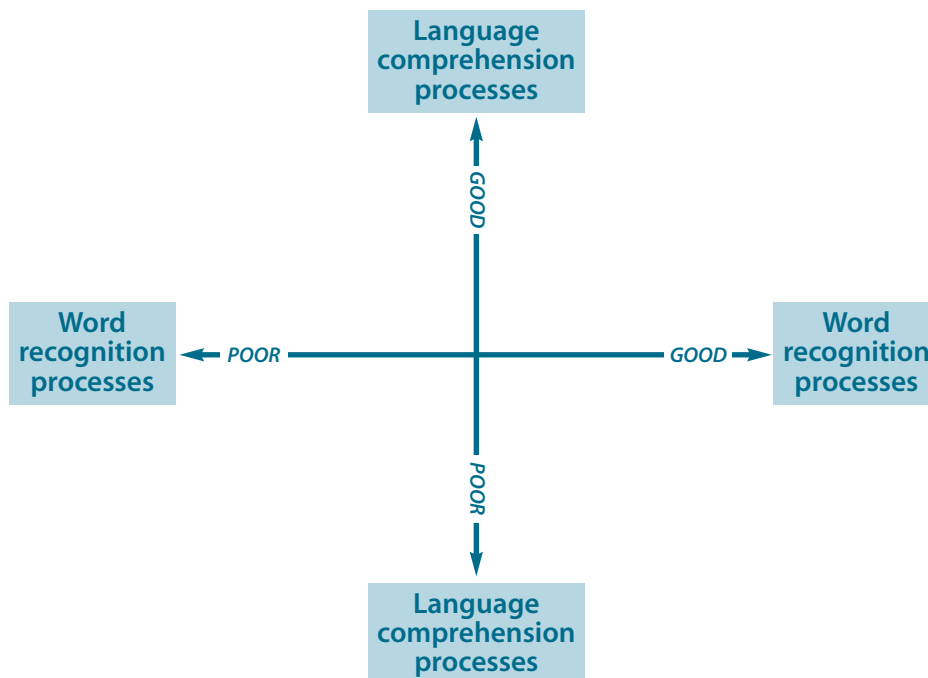 Language
comprehension
processes
GOOD
Word
recognition
processes
POOR
GOOD
Word
recognition
processes
POOR
Language
comprehension
processes